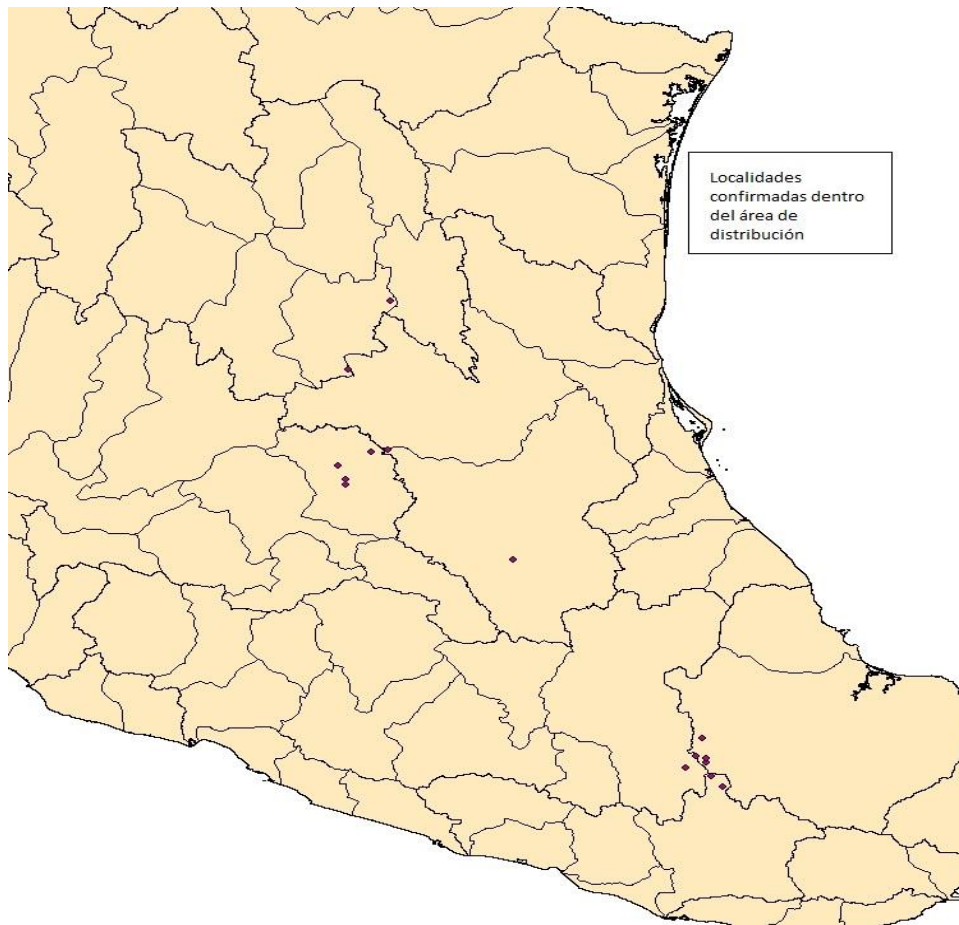 Localidades
confirmadas dentro
del área de
distribución